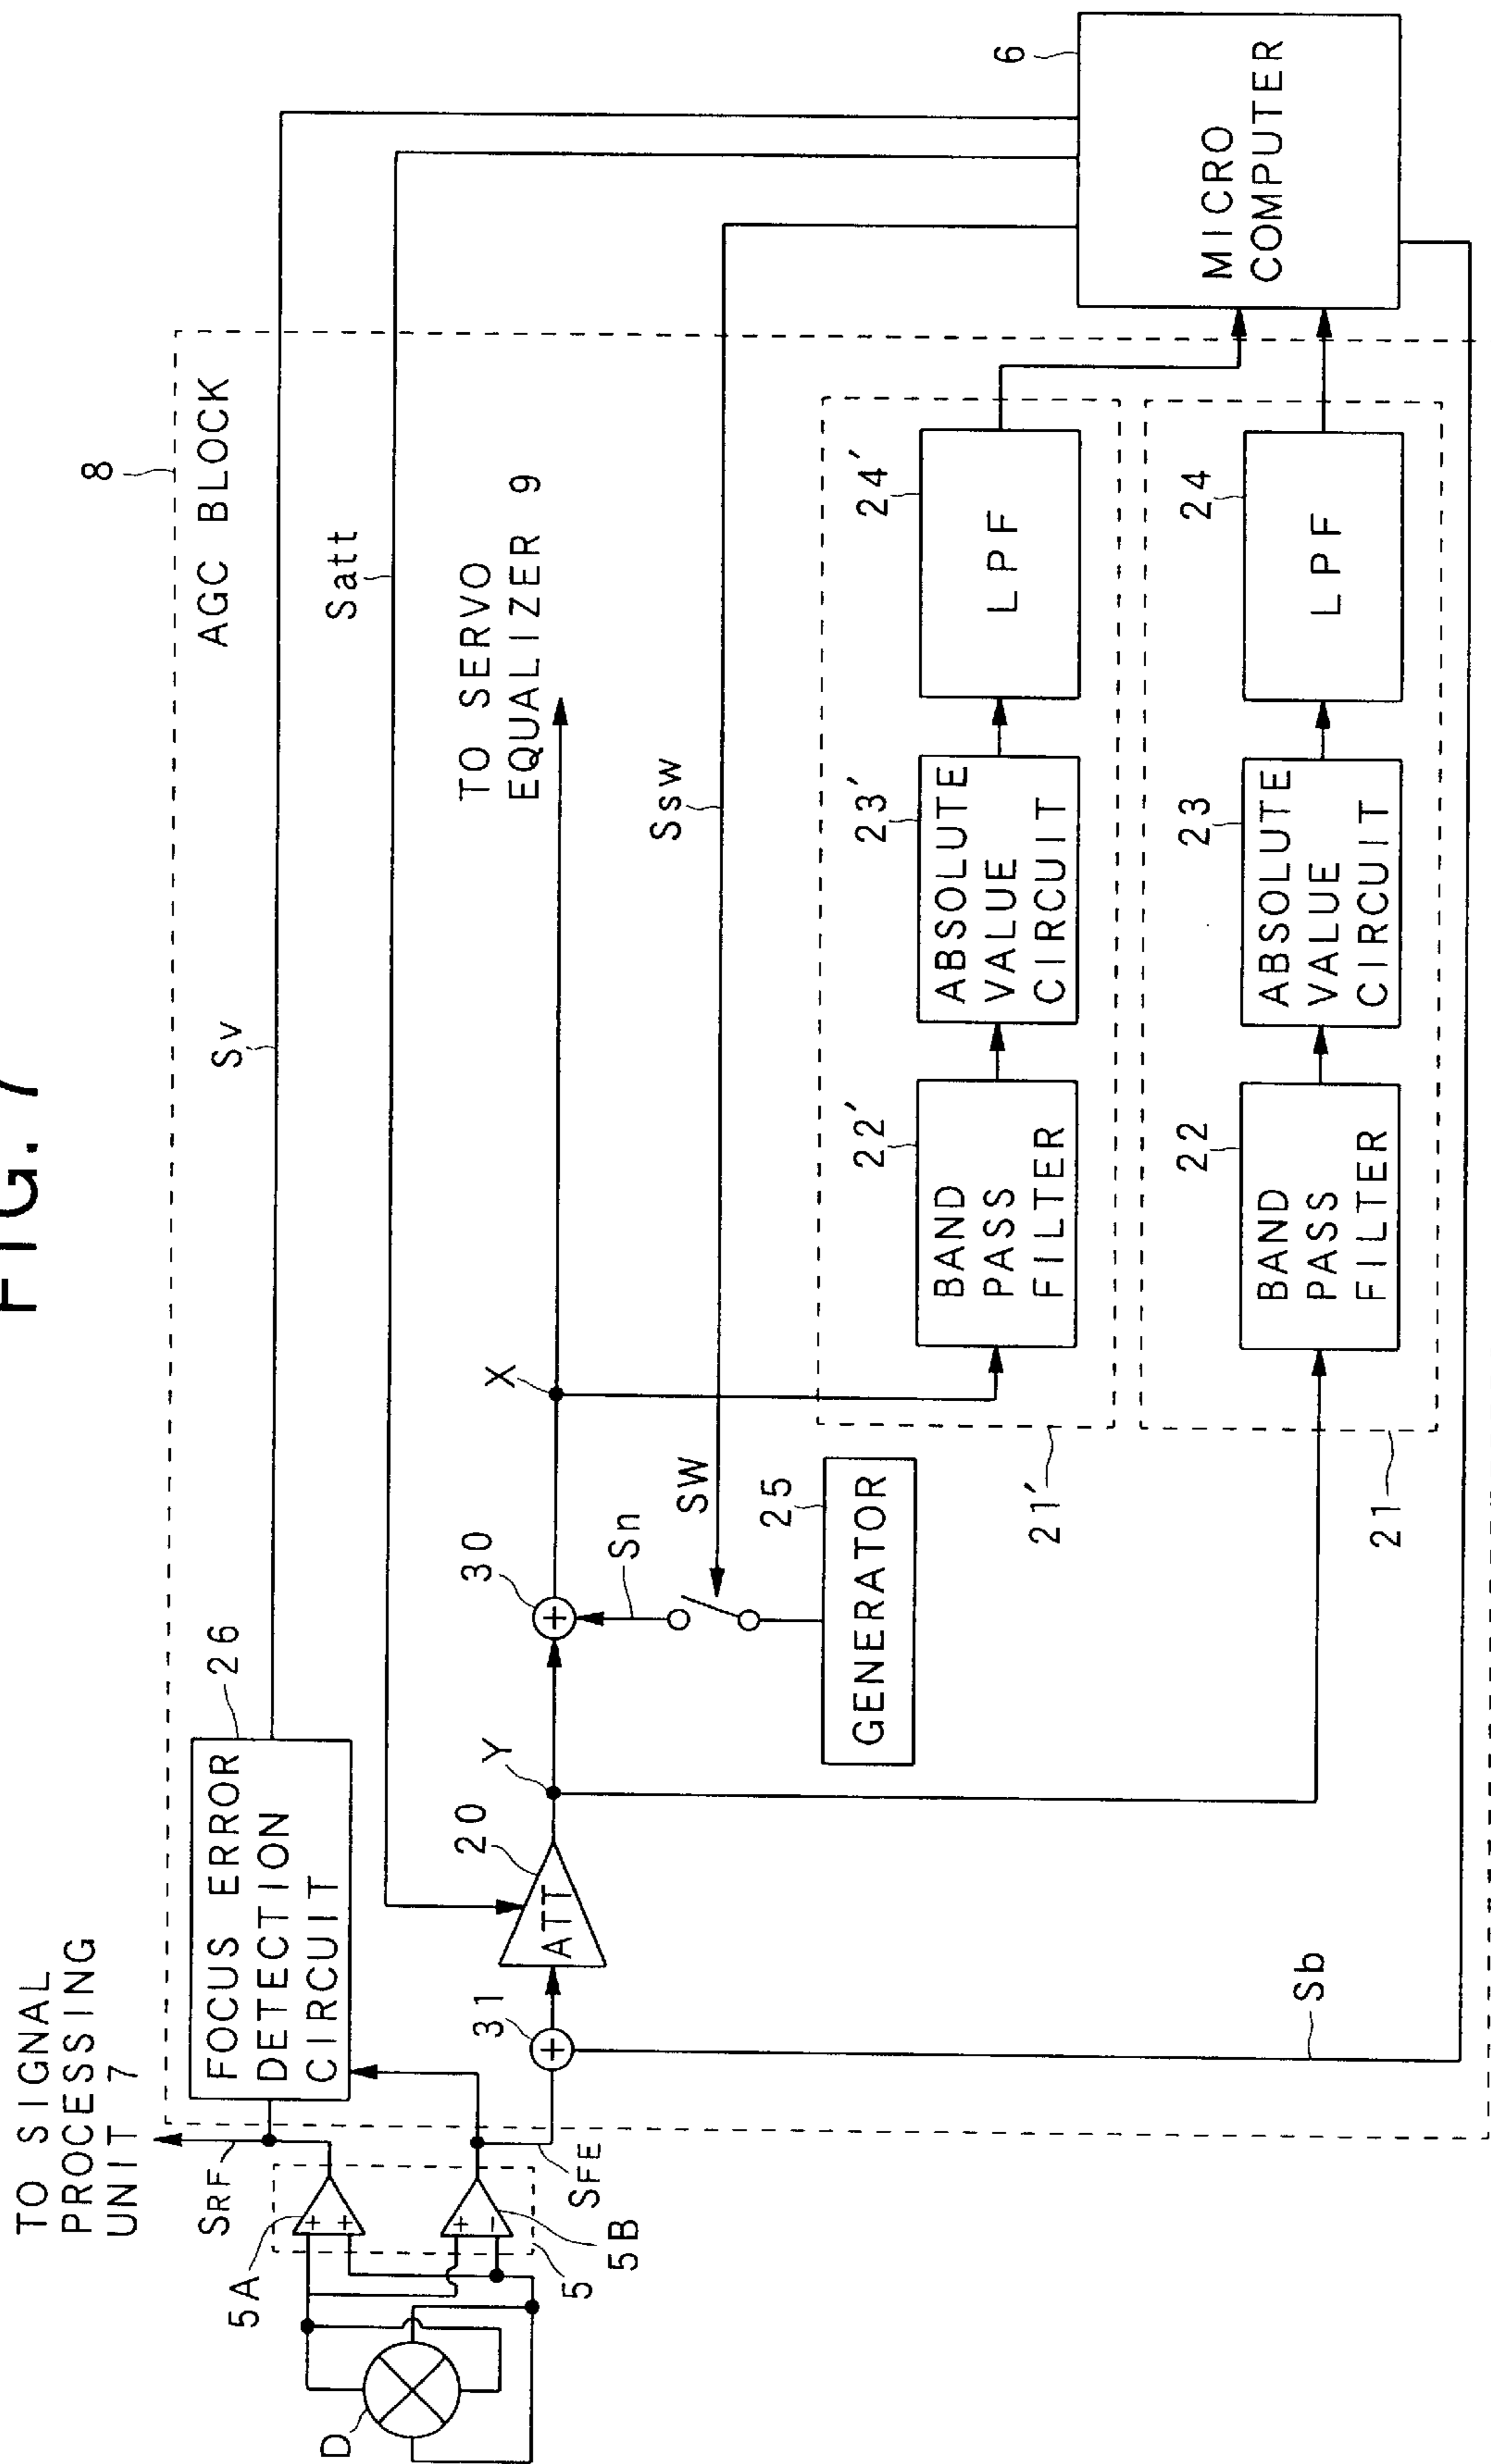 FIG. 7
TO SIGNAL
PROCESSING
UNIT 7
SRF
5A
D
5
5B
SFE
8
AGC BLOCK
FOCUS ERROR
DETECTION
CIRCUIT
26
Sv
Satt
31
ATT
20
Y
30
X
TO SERVO
EQUALIZER 9
Sn
SW
Ssw
25
GENERATOR
21'
BAND
PASS
FILTER
22'
ABSOLUTE
VALUE
CIRCUIT
23'
LPF
24'
21
BAND
PASS
FILTER
22
ABSOLUTE
VALUE
CIRCUIT
23
LPF
24
Sb
MICRO
COMPUTER
6